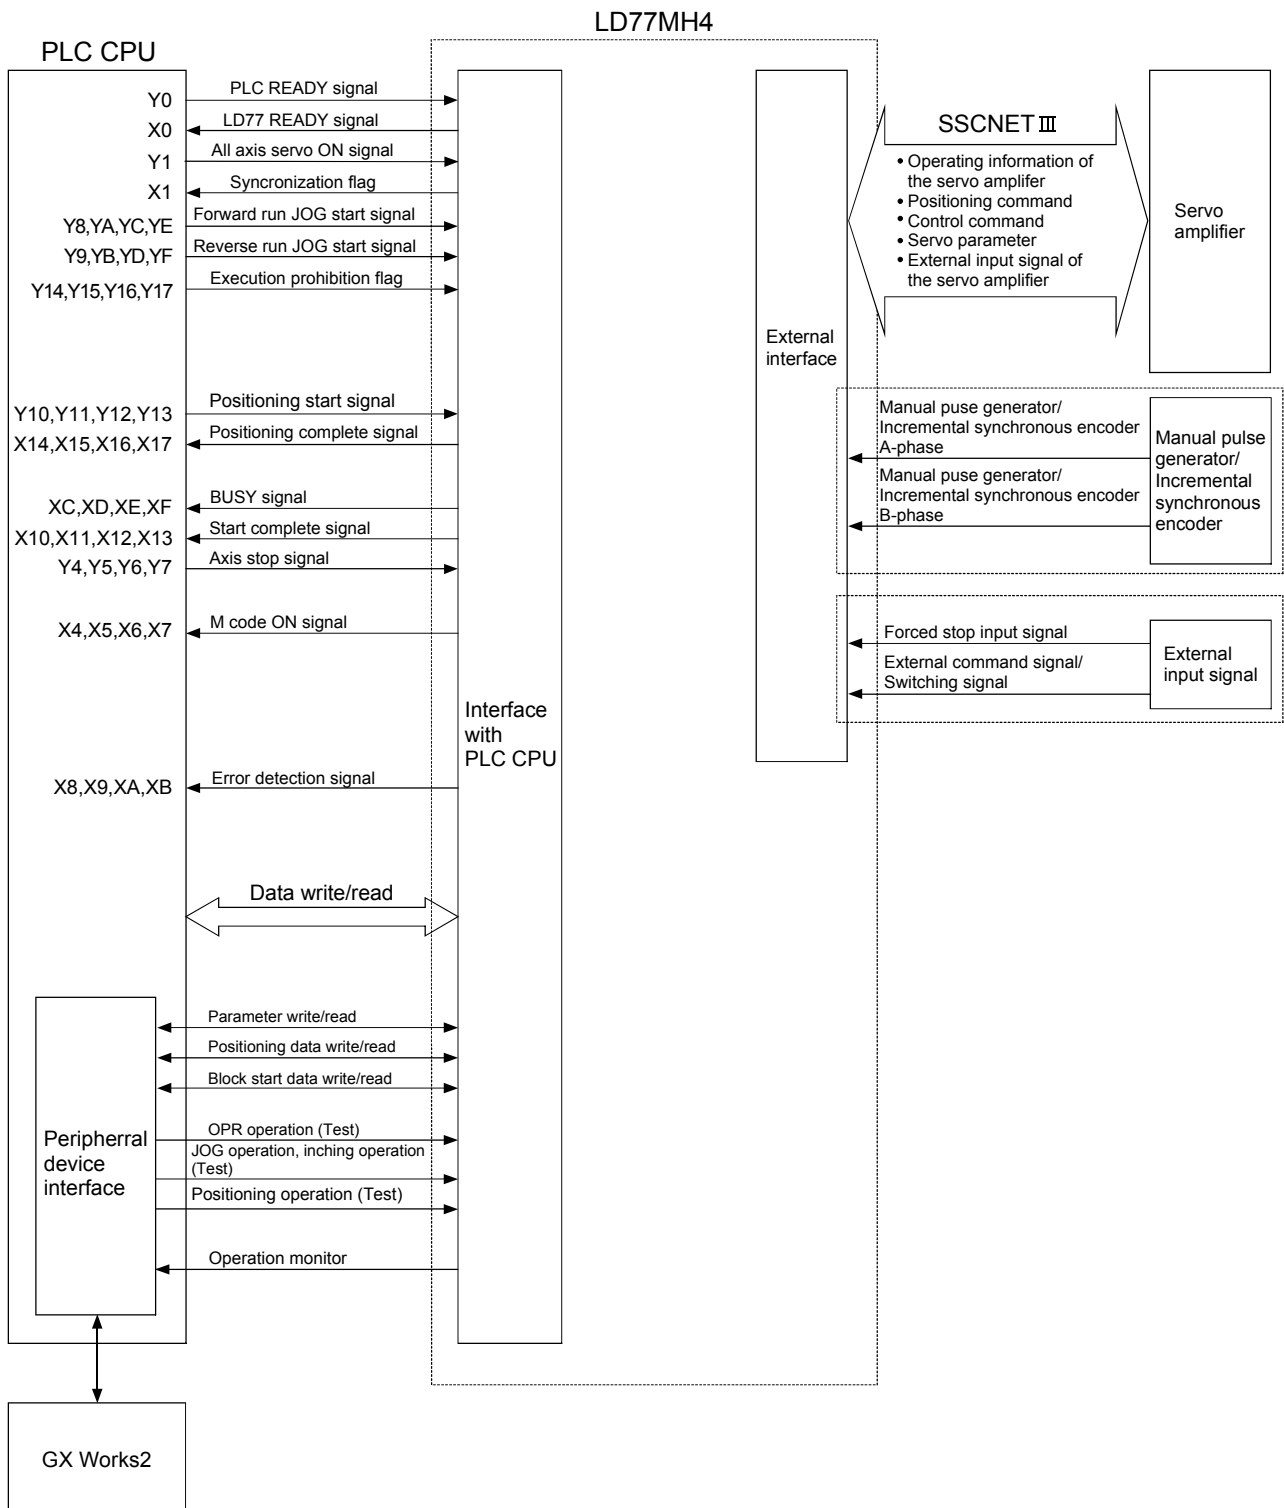 LD77MH4
PLC CPU
Y0
PLC READY signal
X0
LD77 READY signal
Y1
All axis servo ON signal
X1
Syncronization flag
Y8,YA,YC,YE
Forward run JOG start signal
Y9,YB,YD,YF
Reverse run JOG start signal
Y14,Y15,Y16,Y17
Execution prohibition flag
Y10,Y11,Y12,Y13
Positioning start signal
X14,X15,X16,X17
Positioning complete signal
XC,XD,XE,XF
BUSY signal
X10,X11,X12,X13
Start complete signal
Y4,Y5,Y6,Y7
Axis stop signal
X4,X5,X6,X7
M code ON signal
X8,X9,XA,XB
Error detection signal
Data write/read
Interface
with
PLC CPU
Peripherral
device
interface
Parameter write/read
Positioning data write/read
Block start data write/read
OPR operation (Test)
JOG operation, inching operation
(Test)
Positioning operation (Test)
Operation monitor
GX Works2
External
interface
SSCNETⅢ
• Operating information of
the servo amplifer
• Positioning command
• Control command
• Servo parameter
• External input signal of
the servo amplifier
Servo
amplifier
Manual puse generator/
Incremental synchronous encoder
A-phase
Manual puse generator/
Incremental synchronous encoder
B-phase
Manual pulse
generator/
Incremental
synchronous
encoder
Forced stop input signal
External command signal/
Switching signal
External
input signal